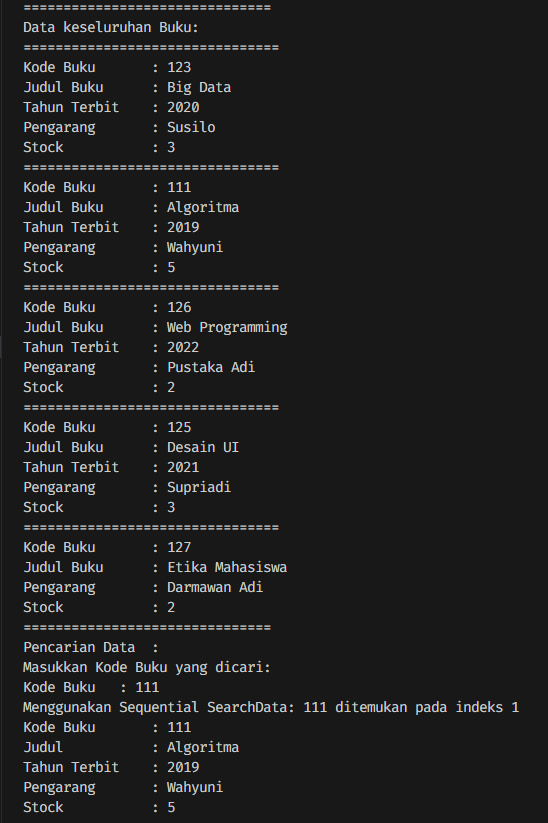 ===============================
Data keseluruhan Buku:
================================
Kode Buku       : 123
Judul Buku      : Big Data
Tahun Terbit    : 2020
Pengarang       : Susilo
Stock           : 3
================================
Kode Buku       : 111
Judul Buku      : Algoritma
Tahun Terbit    : 2019
Pengarang       : Wahyuni
Stock           : 5
================================
Kode Buku       : 126
Judul Buku      : Web Programming
Tahun Terbit    : 2022
Pengarang       : Pustaka Adi
Stock           : 2
================================
Kode Buku       : 125
Judul Buku      : Desain UI
Tahun Terbit    : 2021
Pengarang       : Supriadi
Stock           : 3
================================
Kode Buku       : 127
Judul Buku      : Etika Mahasiswa
Pengarang       : Darmawan Adi
Stock           : 2
===============================
Pencarian Data  :
Masukkan Kode Buku yang dicari:
Kode Buku   : 111
Menggunakan Sequential SearchData: 111 ditemukan pada indeks 1
Kode Buku       : 111
Judul           : Algoritma
Tahun Terbit    : 2019
Pengarang       : Wahyuni
Stock           : 5